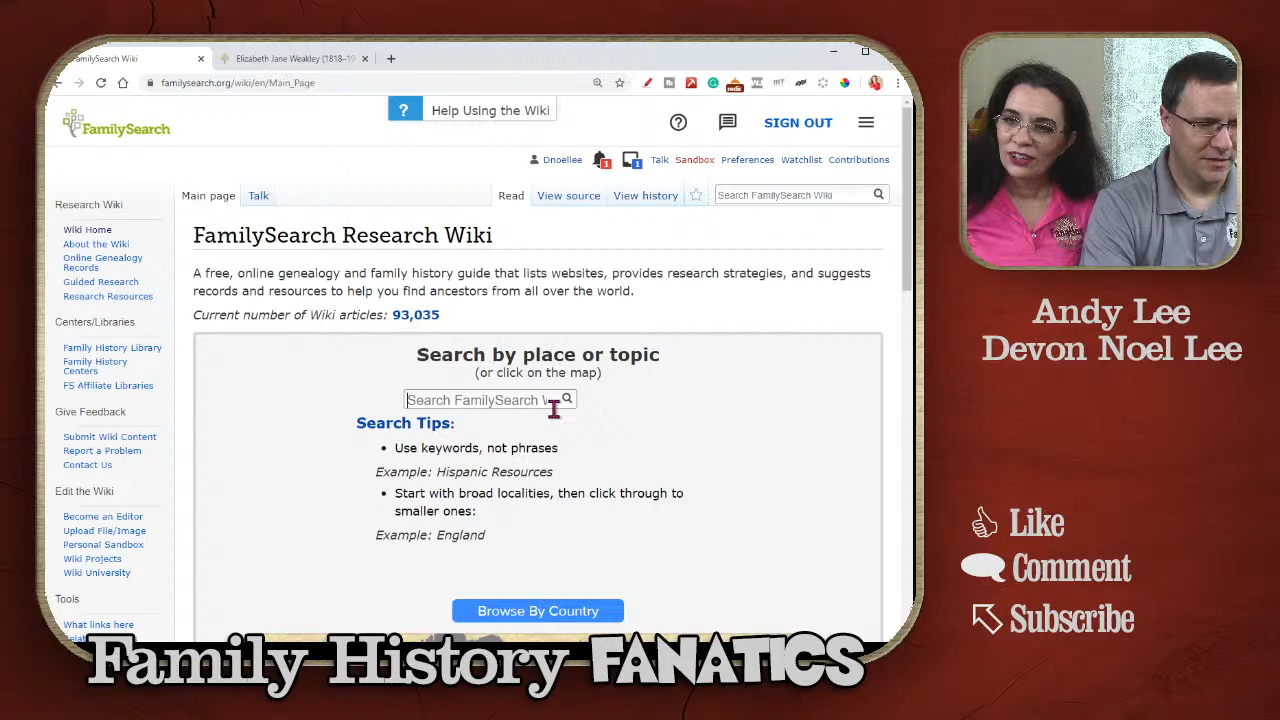 FamilySearch Wiki
Elizabeth Jane Weakley (1818–19
familysearch.org/wiki/en/Main_Page
Help Using the Wiki
FamilySearch
SIGN OUT
Dnoellee
1
1
Talk
Sandbox
Preferences
Watchlist
Contributions
Main page
Talk
Read
View source
View history
Search FamilySearch Wiki
Research Wiki
Wiki Home
About the Wiki
Online Genealogy
Records
Guided Research
Research Resources
Centers/Libraries
Family History Library
Family History
Centers
FS Affiliate Libraries
Give Feedback
Submit Wiki Content
Report a Problem
Contact Us
Edit the Wiki
Become an Editor
Upload File/Image
Personal Sandbox
Wiki Projects
Wiki University
Tools
What links here
FamilySearch Research Wiki
A free, online genealogy and family history guide that lists websites, provides research strategies, and suggests
records and resources to help you find ancestors from all over the world.
Current number of Wiki articles: 93,035
Search by place or topic
(or click on the map)
Search FamilySearch W
Search Tips:
• Use keywords, not phrases
Example: Hispanic Resources
• Start with broad localities, then click through to
smaller ones:
Example: England
Browse By Country
Andy Lee
Devon Noel Lee
Like
Comment
Subscribe
Family History FANATICS